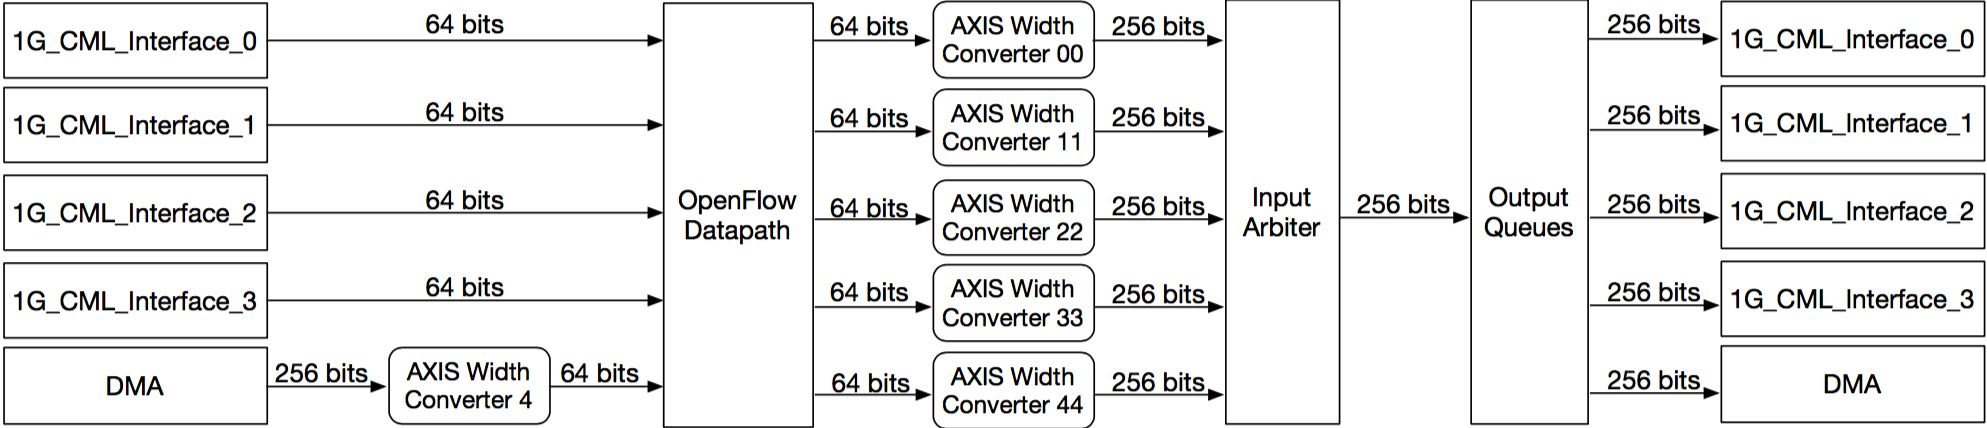 1G_CML_Interface_0
64 bits
64 bits
AXIS Width
Converter 00
256 bits
256 bits
1G_CML_Interface_0
1G_CML_Interface_1
64 bits
64 bits
AXIS Width
Converter 11
256 bits
256 bits
1G_CML_Interface_1
1G_CML_Interface_2
64 bits
OpenFlow
Datapath
64 bits
AXIS Width
Converter 22
256 bits
Input
Arbiter
256 bits
Output
Queues
256 bits
1G_CML_Interface_2
1G_CML_Interface_3
64 bits
64 bits
AXIS Width
Converter 33
256 bits
256 bits
1G_CML_Interface_3
DMA
256 bits
AXIS Width
Converter 4
64 bits
64 bits
AXIS Width
Converter 44
256 bits
256 bits
DMA